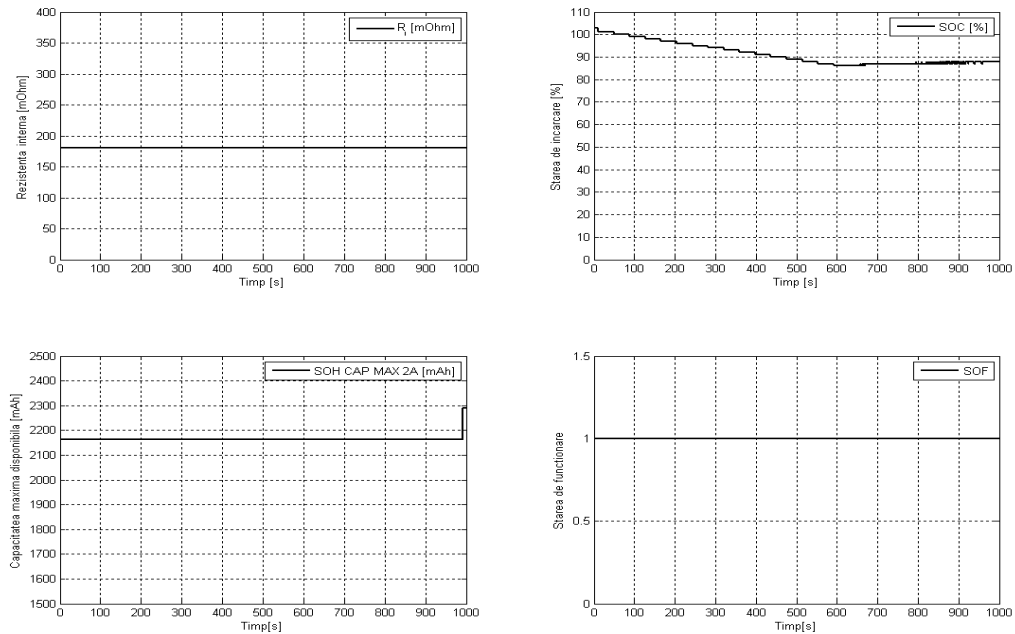 400
350
300
250
200
150
100
50
0
Rezistenta interna [mOhm]
Ri [mOhm]
0 100 200 300 400 500 600 700 800 900 1000
Timp [s]
110
100
90
80
70
60
50
40
30
20
10
0
Starea de incarcare [%]
SOC [%]
0 100 200 300 400 500 600 700 800 900 1000
Timp [s]
2500
2400
2300
2200
2100
2000
1900
1800
1700
1600
1500
Capacitatea maxima disponibila [mAh]
SOH CAP MAX 2A [mAh]
0 100 200 300 400 500 600 700 800 900 1000
Timp[s]
1.5
1
0.5
0
Starea de functionare
SOF
0 100 200 300 400 500 600 700 800 900 1000
Timp[s]